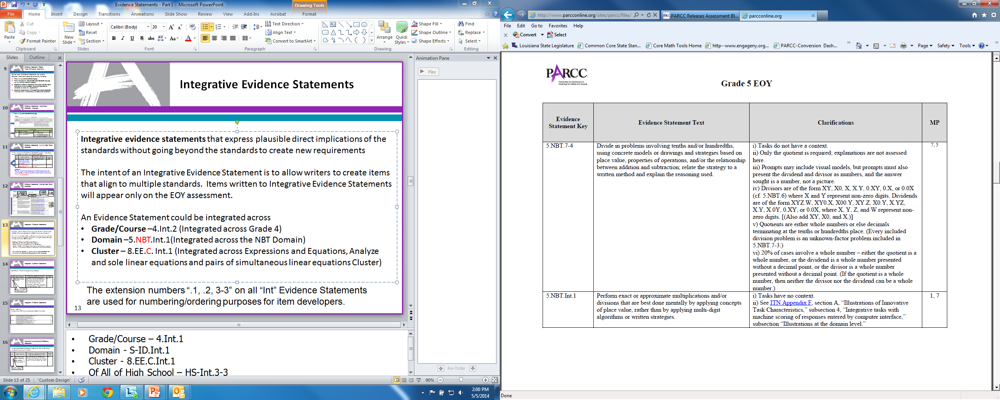 Evidence Statements - Part I - Microsoft PowerPoint
Drawing Tools
File Home Insert Design Transitions Animations Slide Show Review View Add-Ins Acrobat Format
Paste
Cut
Copy
Format Painter
Clipboard
New
Slide
Layout
Reset
Section
Slides
Calibri (Body) 20
Font
Paragraph
Text Direction
Align Text
Convert to SmartArt
Arrange
Quick
Styles
Shape Fill
Shape Outline
Shape Effects
Drawing
Find
Replace
Select
Editing
Slides Outline
9
10
11
12
13
14
15
16
Integrative Evidence Statements
Integrative evidence statements that express plausible direct implications of the
standards without going beyond the standards to create new requirements
The intent of an Integrative Evidence Statement is to allow writers to create items
that align to multiple standards. Items written to Integrative Evidence Statements
will appear only on the EOY assessment.
An Evidence Statement could be integrated across
• Grade/Course –4.Int.2 (Integrated across Grade 4)
• Domain –5.NBT.Int.1(Integrated across the NBT Domain)
• Cluster – 8.EE.C. Int.1 (Integrated across Expressions and Equations, Analyze
and sole linear equations and pairs of simultaneous linear equations Cluster)
The extension numbers “.1, .2, 3-3” on all “Int” Evidence Statements
are used for numbering/ordering purposes for item developers.
13
• Grade/Course – 4.Int.1
• Domain - S-ID.Int.1
• Cluster - 8.EE.C.Int.1
• Of All of High School – HS-Int.3-3
Animation Pane
Play
Re-Order
Slide 13 of 25 "Custom Design" 90%
2:00 PM
5/5/2014
http://www.parcconline.org/sites/parcc/files/
PARCC Releases Assessment Bl...
parcconline.org
File Edit Go to Favorites Help
x Convert Select
Louisiana State Legislature Common Core State Stan... Core Math Tools Home http--www.engageny.org... PARCC-Conversion Dash...
Page Safety Tools
PARCC
Partnership for Assessment of
Readiness for College and Careers
Grade 5 EOY
Evidence
Statement Key
Evidence Statement Text
Clarifications
MP
5.NBT.7-4
Divide in problems involving tenths and/or hundredths,
using concrete models or drawings and strategies based on
place value, properties of operations, and/or the relationship
between addition and subtraction; relate the strategy to a
written method and explain the reasoning used.
i) Tasks do not have a context.
ii) Only the quotient is required; explanations are not assessed
here.
iii) Prompts may include visual models, but prompts must also
present the dividend and divisor as numbers, and the answer
sought is a number, not a picture.
iv) Divisors are of the form XY, X0, X, X.Y, 0.XY, 0.X, or 0.0X
(cf. 5.NBT.6) where X and Y represent non-zero digits. Dividends
are of the form XYZ.W, XY0.X, X00.Y, XY.Z, X0.Y, X.YZ,
X.Y, X.0Y, 0.XY, or 0.0X, where X, Y, Z, and W represent non-
zero digits. [(Also add XY, X0, and X.)]
v) Quotients are either whole numbers or else decimals
terminating at the tenths or hundredths place. (Every included
division problem is an unknown-factor problem included in
5.NBT.7-3.)
vi) 20% of cases involve a whole number – either the quotient is a
whole number, or the dividend is a whole number presented
without a decimal point, or the divisor is a whole number
presented without a decimal point. (If the quotient is a whole
number, then neither the divisor nor the dividend can be a whole
number.)
7, 5
5.NBT.Int.1
Perform exact or approximate multiplications and/or
divisions that are best done mentally by applying concepts
of place value, rather than by applying multi-digit
algorithms or written strategies.
i) Tasks have no context.
ii) See ITN Appendix F, section A, “Illustrations of Innovative
Task Characteristics,” subsection 4, “Integrative tasks with
machine scoring of responses entered by computer interface,”
subsection “Illustrations at the domain level.”
1, 7
Done